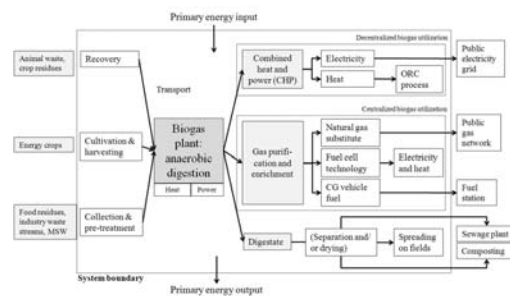 Primary energy input
Decentralized biogas utilization
Animal waste,
crop residues
Recovery
Transport
Combined
heat and
power (CHP)
Electricity
Heat
ORC
process
Public
electricity
grid
Centralized biogas utilization
Energy crops
Cultivation &
harvesting
Biogas
plant:
anaerobic
digestion
Heat
Power
Gas purifi-
cation and
enrichment
Natural gas
substitute
Fuel cell
technology
Electricity
and heat
CG vehicle
fuel
Public
gas
network
Fuel
station
Food residues,
industry waste
streams, MSW
Collection &
pre-treatment
Digestate
(Separation and/
or drying)
Spreading
on fields
Sewage plant
Composting
System boundary
Primary energy output